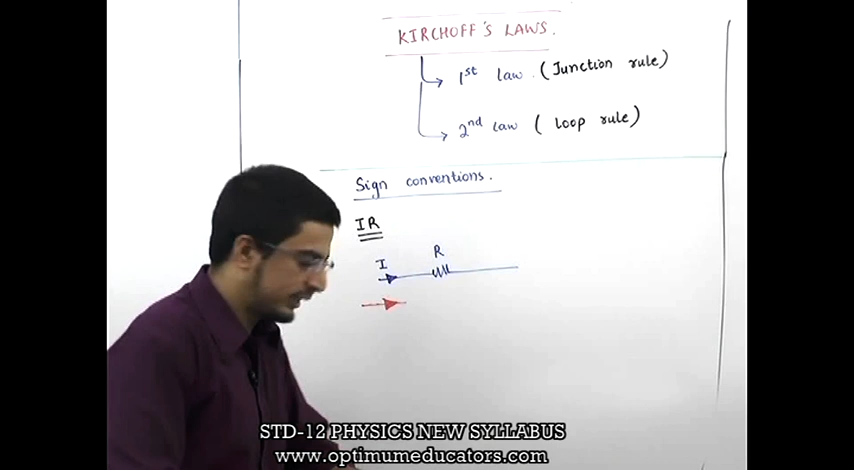 KIRCHOFF'S LAWS.
1st law. (Junction rule)
2nd law (Loop rule)
Sign conventions.
IR
I R
STD-12 PHYSICS NEW SYLLABUS
www.optimumeducators.com